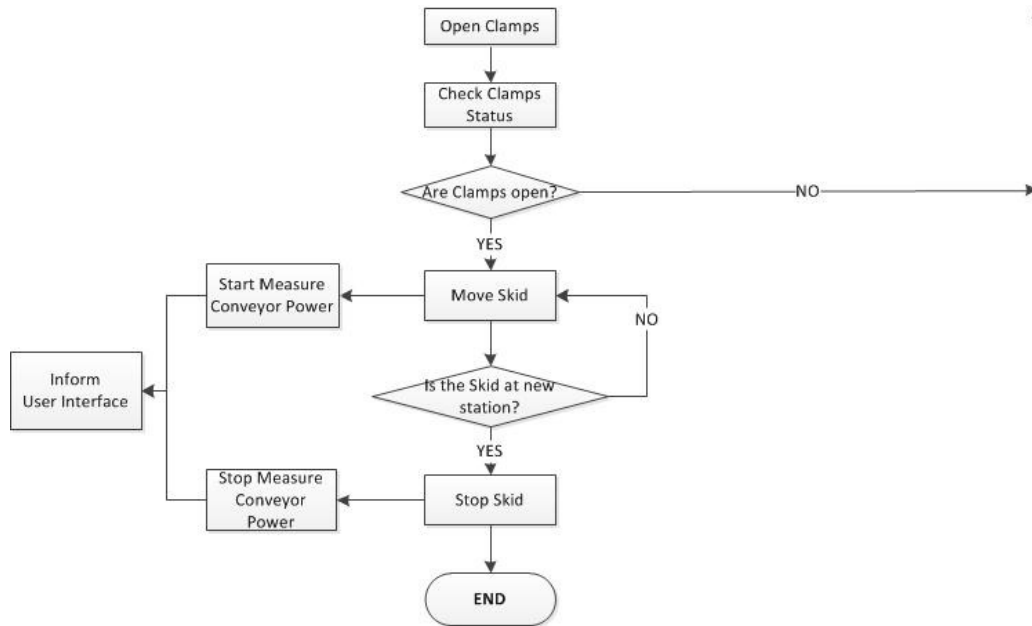 Open Clamps
Check Clamps
Status
Are Clamps open?
NO
YES
Start Measure
Conveyor Power
Move Skid
NO
Inform
User Interface
Is the Skid at new
station?
YES
Stop Measure
Conveyor
Power
Stop Skid
END